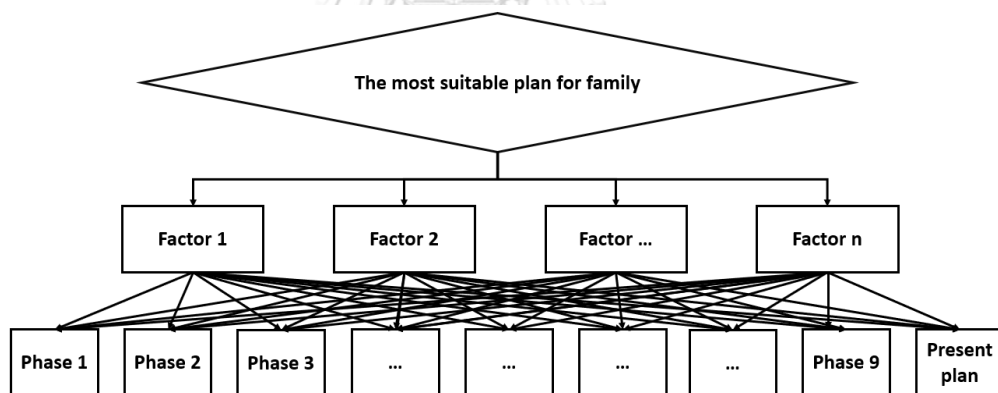 The most suitable plan for family
Factor 1
Factor 2
Factor ...
Factor n
Phase 1
Phase 2
Phase 3
...
...
...
...
Phase 9
Present
plan